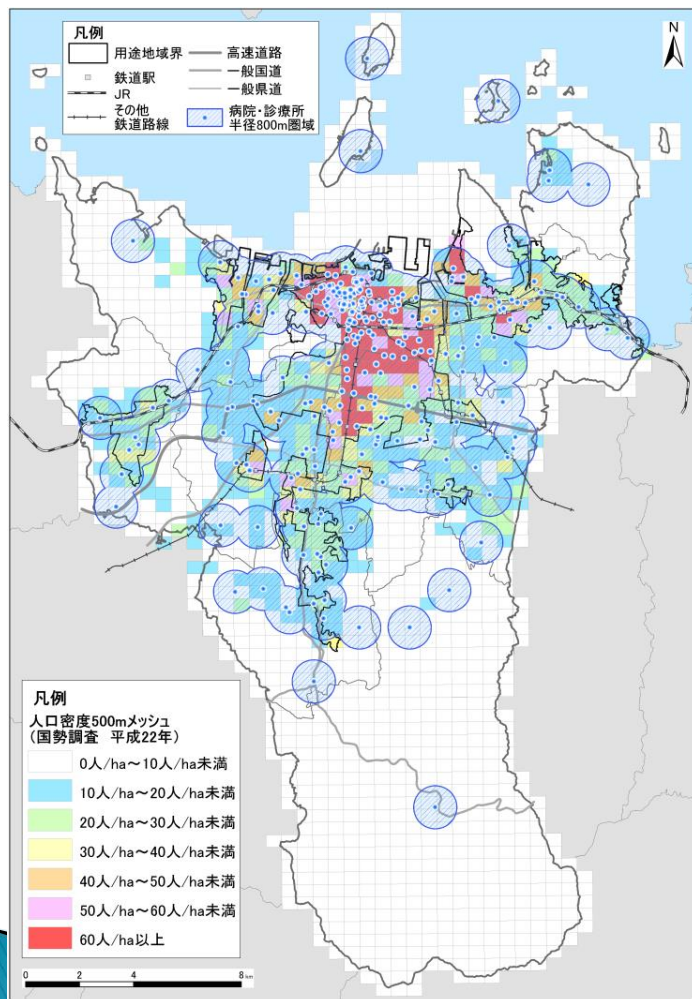 凡例
用途地域界
鉄道駅
JR
その他
鉄道路線
高速道路
一般国道
一般県道
病院・診療所
半径800m圏域
N
凡例
人口密度500mメッシュ
(国勢調査 平成22年)
0人/ha~10人/ha未満
10人/ha~20人/ha未満
20人/ha~30人/ha未満
30人/ha~40人/ha未満
40人/ha~50人/ha未満
50人/ha~60人/ha未満
60人/ha以上
0 2 4 8 km